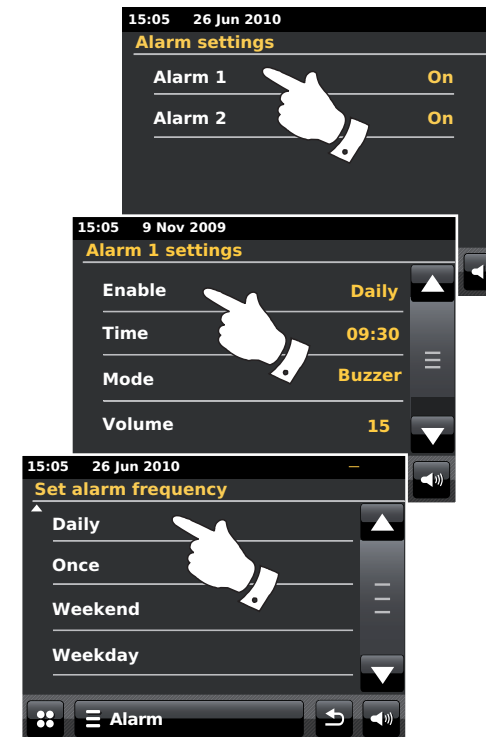 15:05 26 Jun 2010
Alarm settings
Alarm 1 On
Alarm 2 On
15:05 9 Nov 2009
Alarm 1 settings
Enable Daily
Time 09:30
Mode Buzzer
Volume 15
15:05 26 Jun 2010
Set alarm frequency
Daily
Once
Weekend
Weekday
Alarm